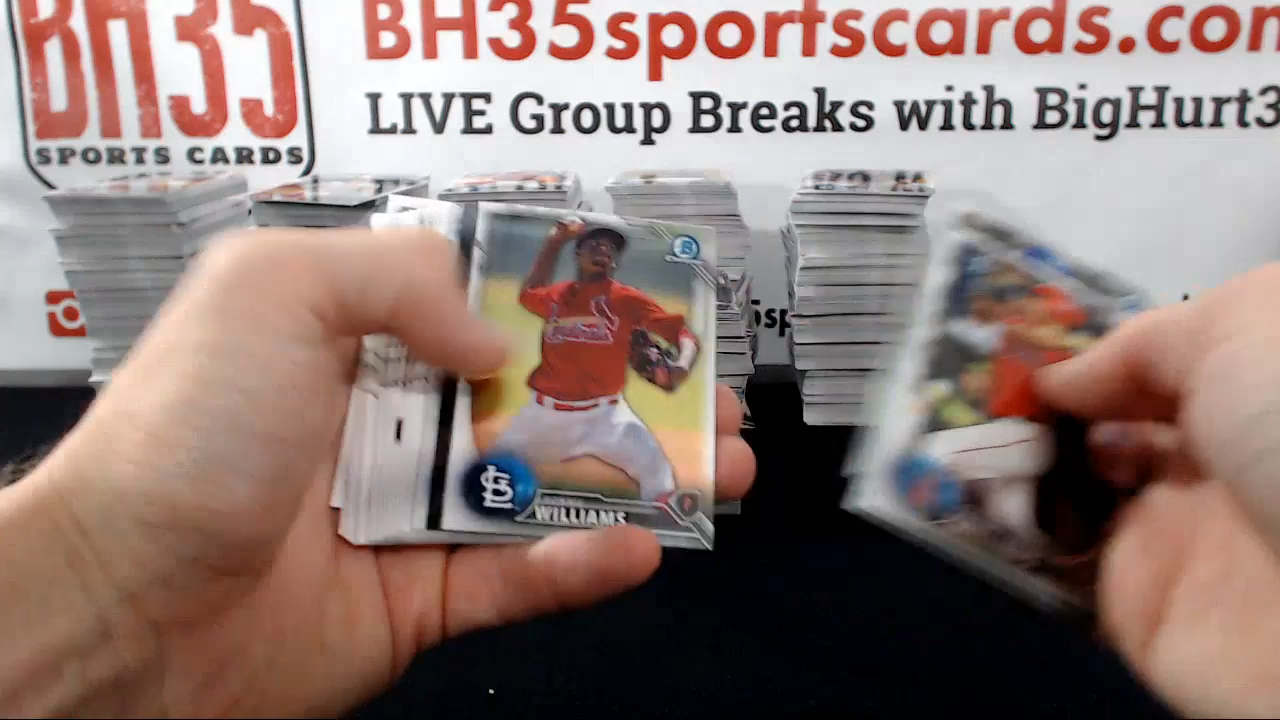 BH35
SPORTS CARDS
BH35sportscards.com
LIVE Group Breaks with BigHurt3
WILLIAMS